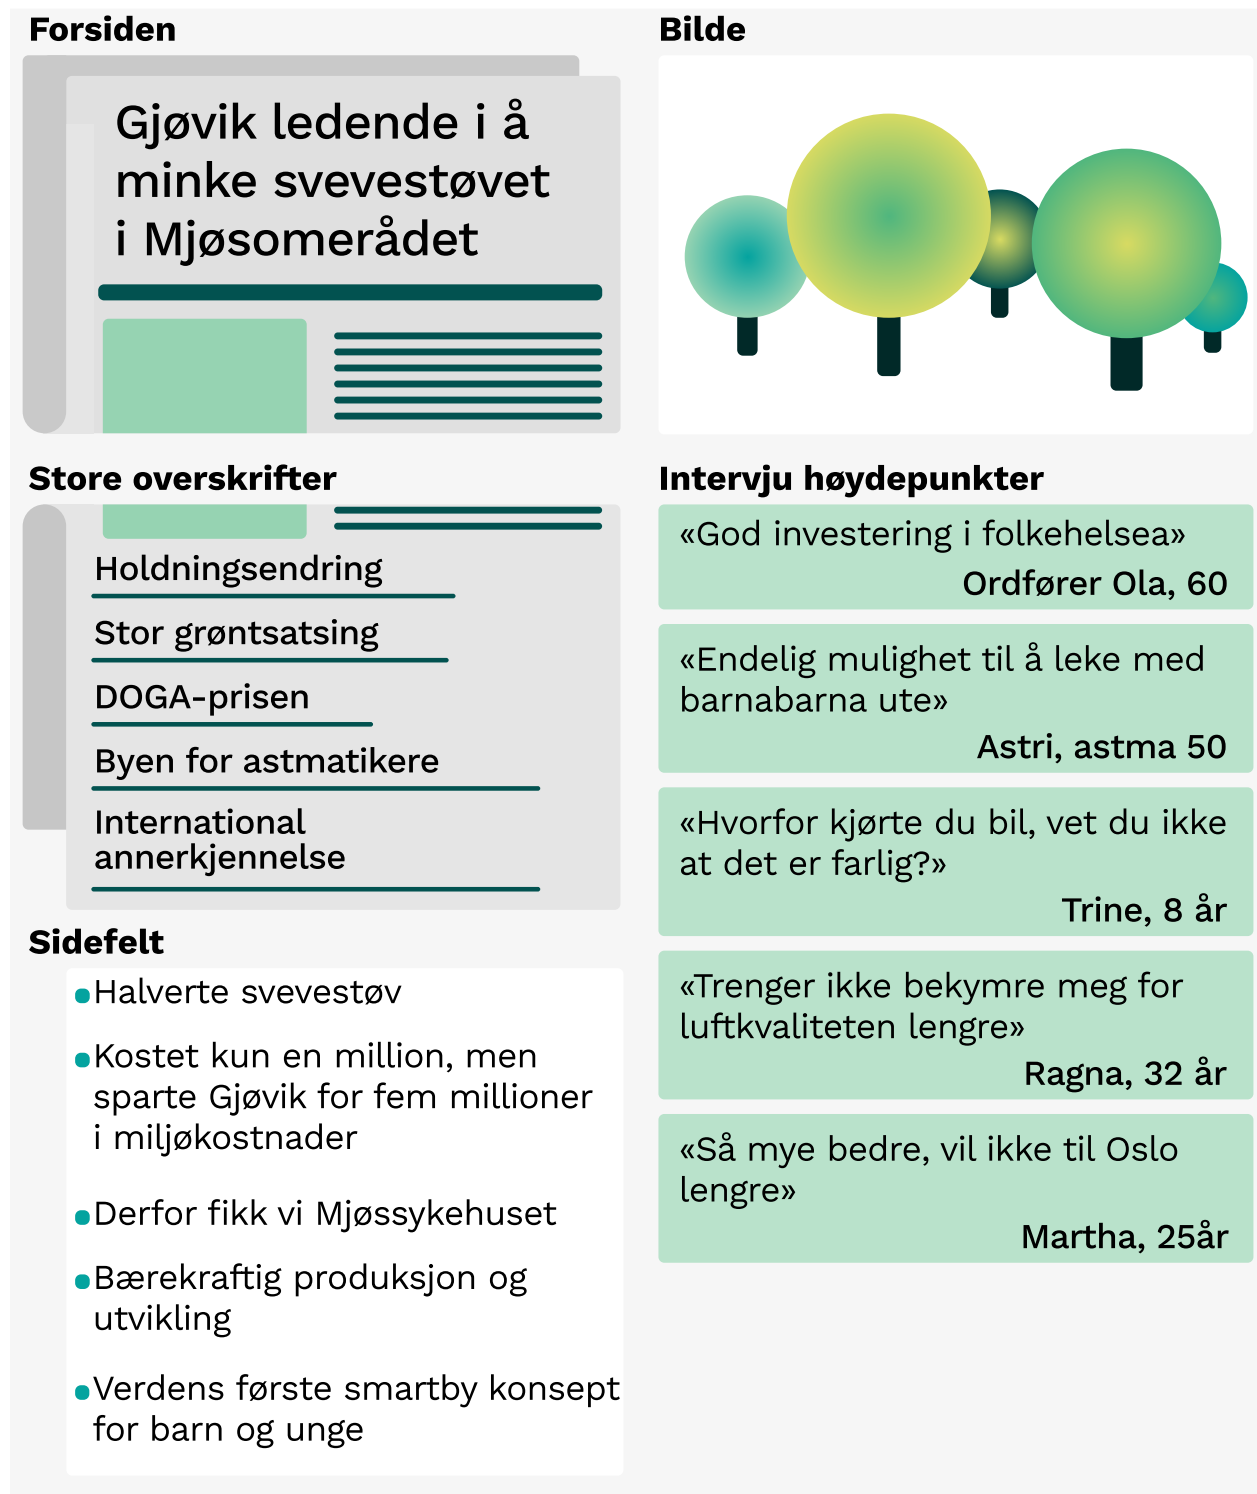 Forsiden
Gjøvik ledende i å
minke svevestøvet
i Mjøsomerådet
Bilde
Store overskrifter
Holdningsendring
Stor grøntsatsing
DOGA-prisen
Byen for astmatikere
International
annerkjennelse
Sidefelt
Halverte svevestøv
Kostet kun en million, men
sparte Gjøvik for fem millioner
i miljøkostnader
Derfor fikk vi Mjøssykehuset
Bærekraftig produksjon og
utvikling
Verdens første smartby konsept
for barn og unge
Intervju høydepunkter
«God investering i folkehelsea»
Ordfører Ola, 60
«Endelig mulighet til å leke med
barnabarna ute»
Astri, astma 50
«Hvorfor kjørte du bil, vet du ikke
at det er farlig?»
Trine, 8 år
«Trenger ikke bekymre meg for
luftkvaliteten lengre»
Ragna, 32 år
«Så mye bedre, vil ikke til Oslo
lengre»
Martha, 25år